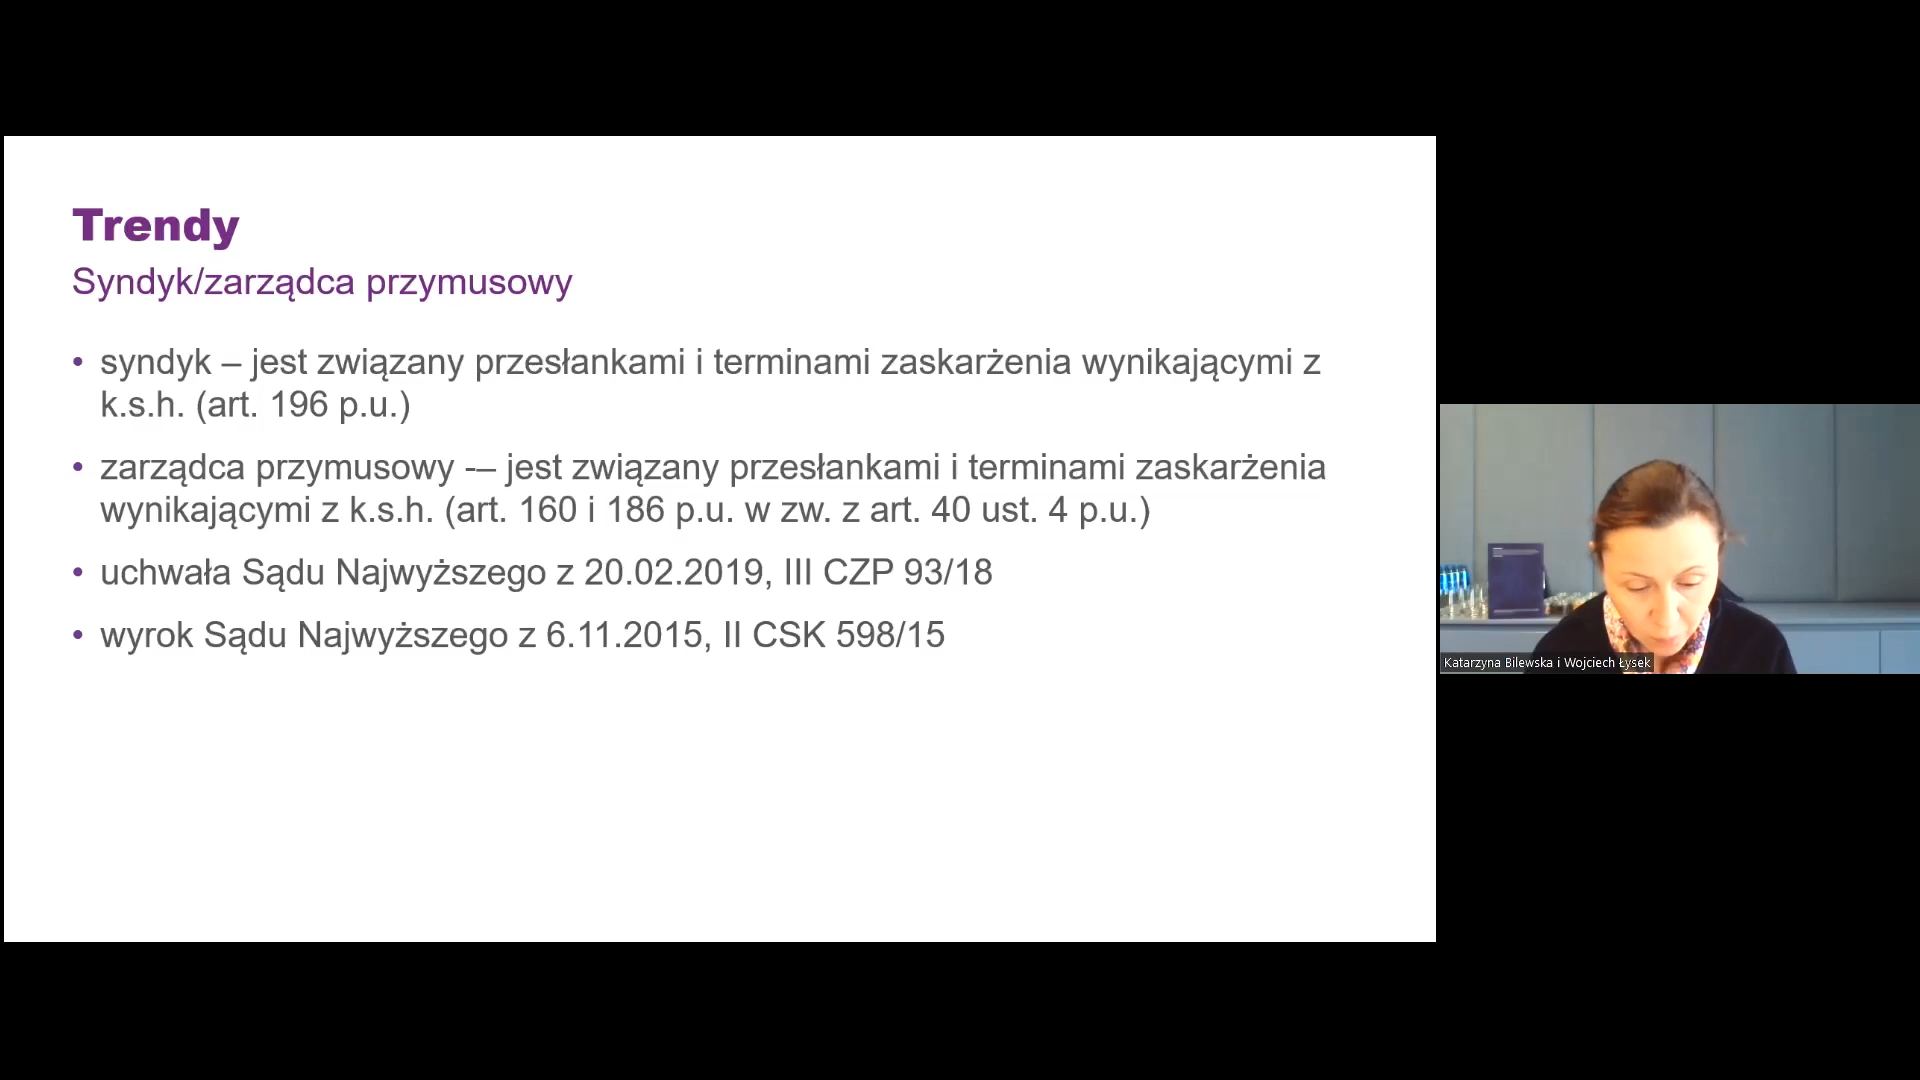 Trendy
Syndyk/zarządca przymusowy
• syndyk – jest związany przesłankami i terminami zaskarżenia wynikającymi z
k.s.h. (art. 196 p.u.)
• zarządca przymusowy -– jest związany przesłankami i terminami zaskarżenia
wynikającymi z k.s.h. (art. 160 i 186 p.u. w zw. z art. 40 ust. 4 p.u.)
• uchwała Sądu Najwyższego z 20.02.2019, III CZP 93/18
• wyrok Sądu Najwyższego z 6.11.2015, II CSK 598/15
Katarzyna Bilewska i Wojciech Łysek